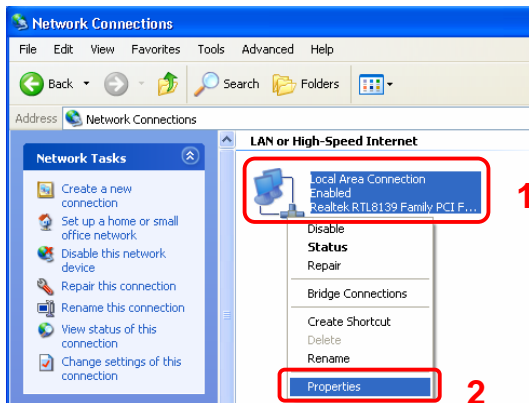 Network Connections
File Edit View Favorites Tools Advanced Help
Back Search Folders
Address Network Connections
Network Tasks
Create a new
connection
Set up a home or small
office network
Disable this network
device
Repair this connection
Rename this connection
View status of this
connection
Change settings of this
connection
LAN or High-Speed Internet
Local Area Connection
Enabled
Realtek RTL8139 Family PCI F...
1
Disable
Status
Repair
Bridge Connections
Create Shortcut
Delete
Rename
Properties
2